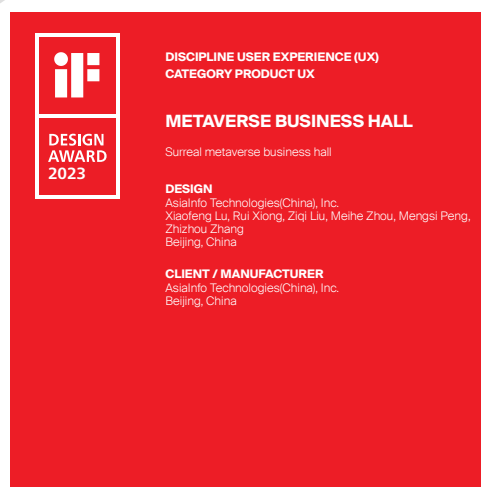 iF
DESIGN
AWARD
2023
DISCIPLINE USER EXPERIENCE (UX)
CATEGORY PRODUCT UX
METAVERSE BUSINESS HALL
Surreal metaverse business hall
DESIGN
AsiaInfo Technologies(China), Inc.
Xiaofeng Lu, Rui Xiong, Ziqi Liu, Meihe Zhou, Mengsi Peng,
Zhizhou Zhang
Beijing, China
CLIENT / MANUFACTURER
AsiaInfo Technologies(China), Inc.
Beijing, China